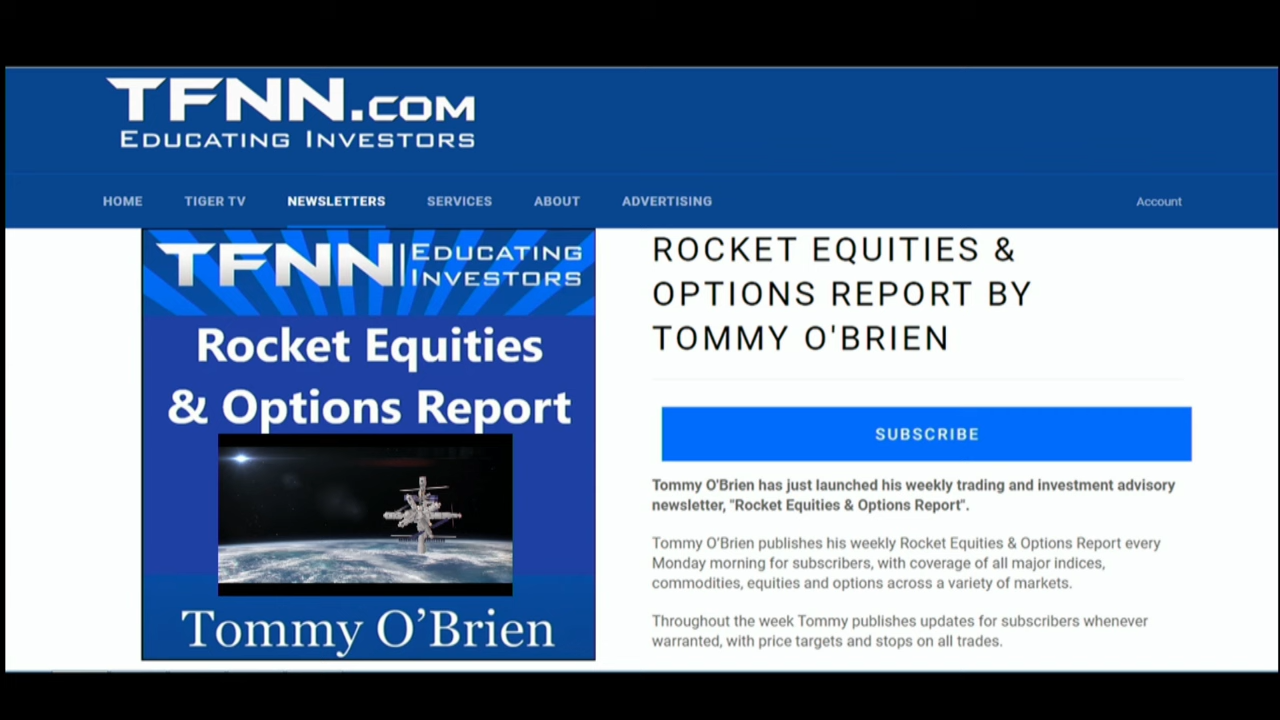 TFNN.COM
EDUCATING INVESTORS
HOME TIGER TV NEWSLETTERS SERVICES ABOUT ADVERTISING Account
TFNN EDUCATING
INVESTORS
Rocket Equities
& Options Report
Tommy O’Brien
ROCKET EQUITIES &
OPTIONS REPORT BY
TOMMY O'BRIEN
SUBSCRIBE
Tommy O'Brien has just launched his weekly trading and investment advisory
newsletter, "Rocket Equities & Options Report".
Tommy O'Brien publishes his weekly Rocket Equities & Options Report every
Monday morning for subscribers, with coverage of all major indices,
commodities, equities and options across a variety of markets.
Throughout the week Tommy publishes updates for subscribers whenever
warranted, with price targets and stops on all trades.